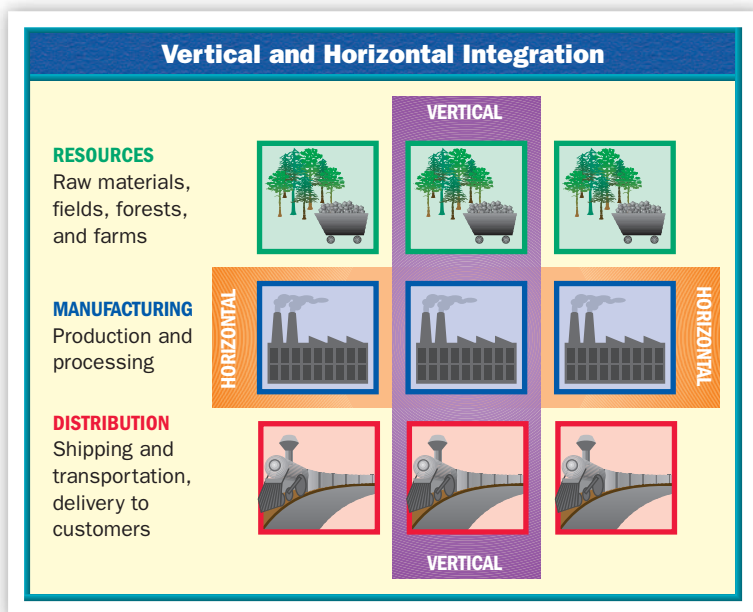 Vertical and Horizontal Integration
VERTICAL
RESOURCES
Raw materials,
fields, forests,
and farms
HORIZONTAL
MANUFACTURING
Production and
processing
HORIZONTAL
DISTRIBUTION
Shipping and
transportation,
delivery to
customers
VERTICAL